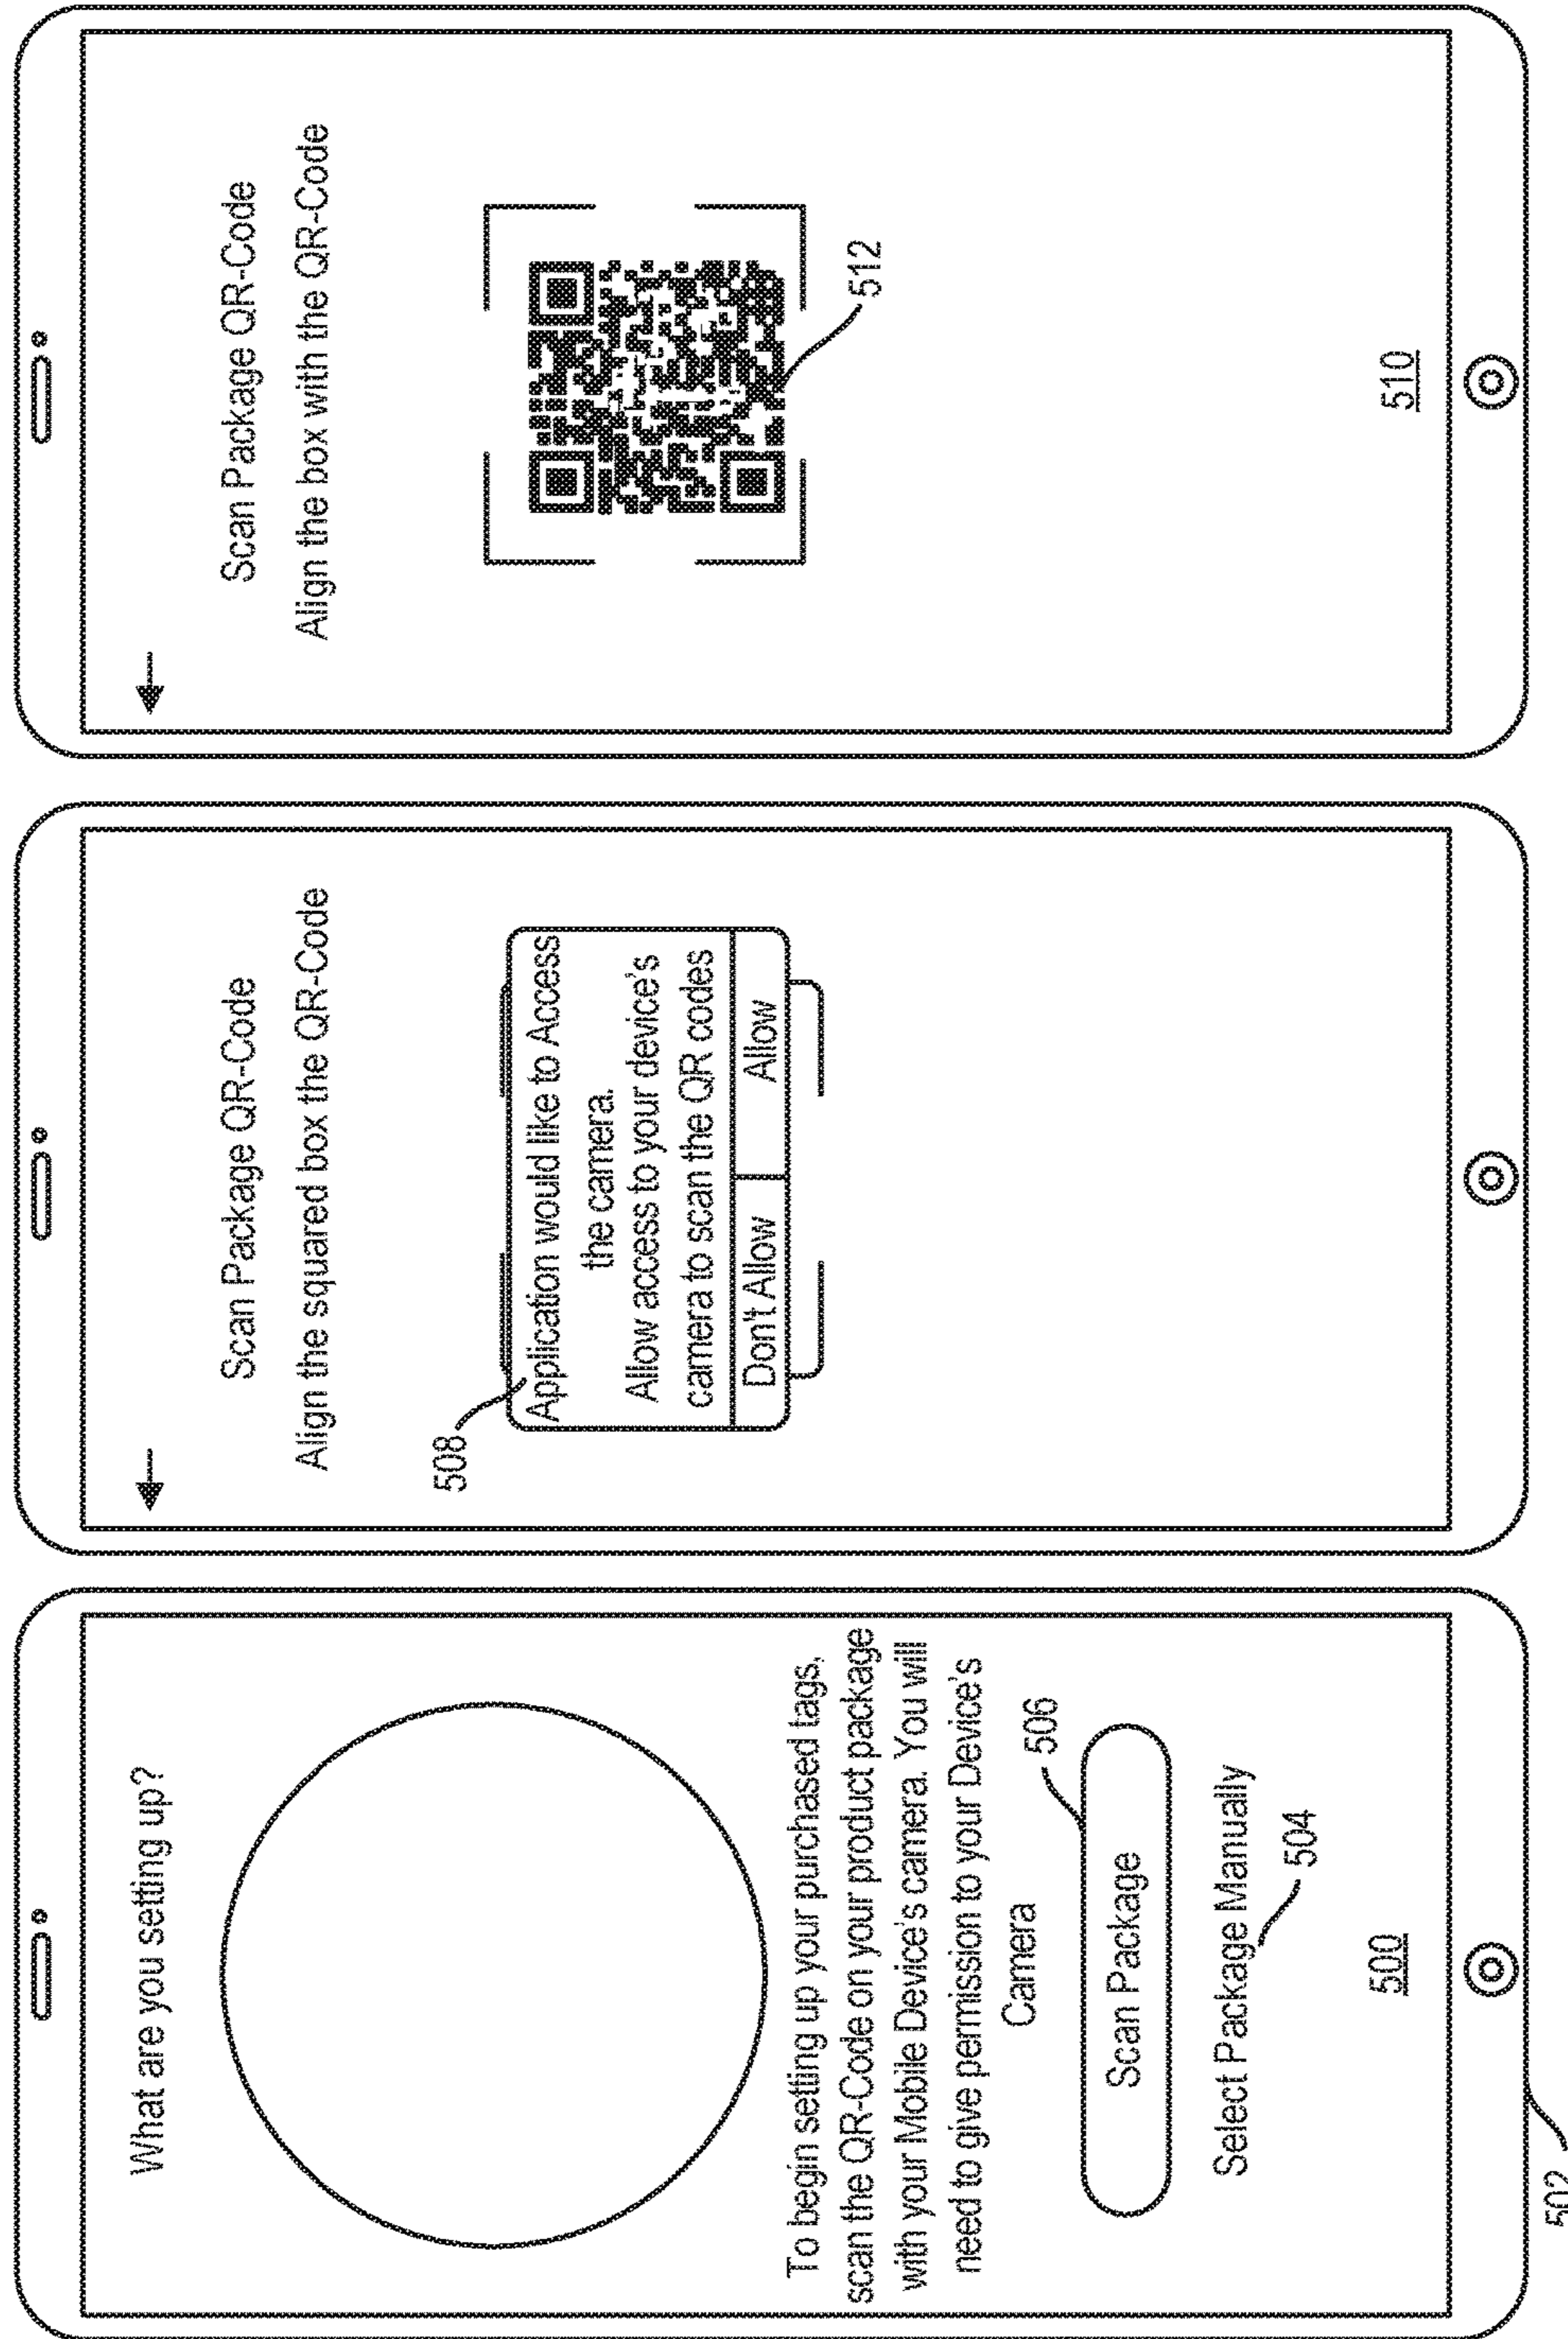 What are you setting up?
To begin setting up your purchased tags,
scan the QR-Code on your product package
with your Mobile Device's camera. You will
need to give permission to your Device's
Camera
506
Scan Package
Select Package Manually
504
500
502
Scan Package QR-Code
Align the squared box the QR-Code
508
Application would like to Access
the camera.
Allow access to your device's
camera to scan the QR codes
Don't Allow
Allow
Scan Package QR-Code
Align the box with the QR-Code
512
510